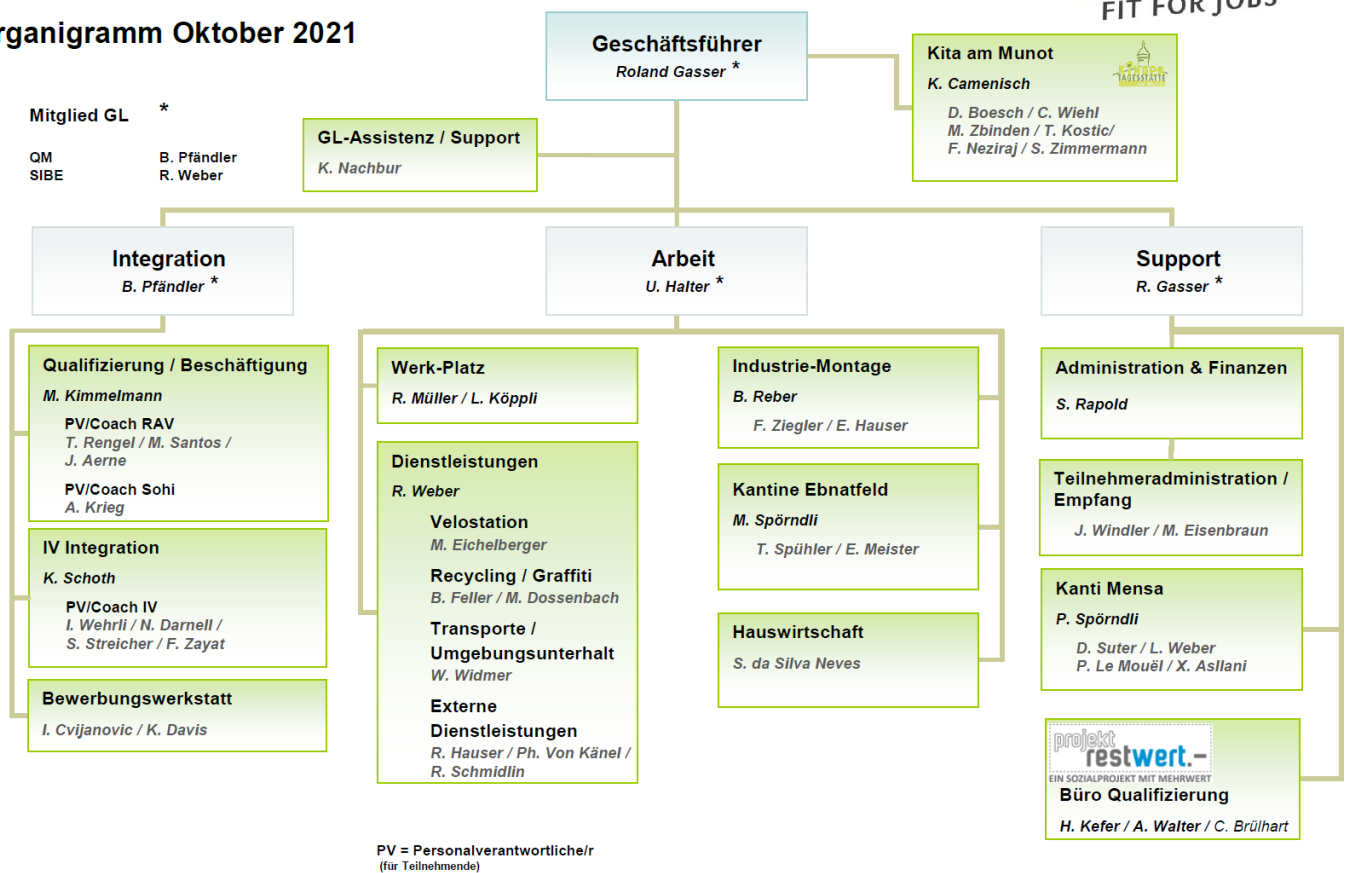 rganigramm Oktober 2021
FIT FOR JOBS
Geschäftsführer
Roland Gasser *
Kita am Munot
KINDER
TAGESSTÄTTE
K. Camenisch
D. Boesch / C. Wiehl
M. Zbinden / T. Kostic/
F. Neziraj / S. Zimmermann
Mitglied GL *
QM B. Pfändler
SIBE R. Weber
GL-Assistenz / Support
K. Nachbur
Integration
B. Pfändler *
Arbeit
U. Halter *
Support
R. Gasser *
Qualifizierung / Beschäftigung
M. Kimmelmann
PV/Coach RAV
T. Rengel / M. Santos /
J. Aerne
PV/Coach Sohi
A. Krieg
IV Integration
K. Schoth
PV/Coach IV
I. Wehrli / N. Darnell /
S. Streicher / F. Zayat
Bewerbungswerkstatt
I. Cvijanovic / K. Davis
Werk-Platz
R. Müller / L. Köppli
Dienstleistungen
R. Weber
Velostation
M. Eichelberger
Recycling / Graffiti
B. Feller / M. Dossenbach
Transporte /
Umgebungsunterhalt
W. Widmer
Externe
Dienstleistungen
R. Hauser / Ph. Von Känel /
R. Schmidlin
Industrie-Montage
B. Reber
F. Ziegler / E. Hauser
Kantine Ebnatfeld
M. Spörndli
T. Spühler / E. Meister
Hauswirtschaft
S. da Silva Neves
Administration & Finanzen
S. Rapold
Teilnehmeradministration /
Empfang
J. Windler / M. Eisenbraun
Kanti Mensa
P. Spörndli
D. Suter / L. Weber
P. Le Mouël / X. Asllani
projekt
restwert.–
EIN SOZIALPROJEKT MIT MEHRWERT
Büro Qualifizierung
H. Kefer / A. Walter / C. Brülhart
PV = Personalverantwortliche/r
(für Teilnehmende)